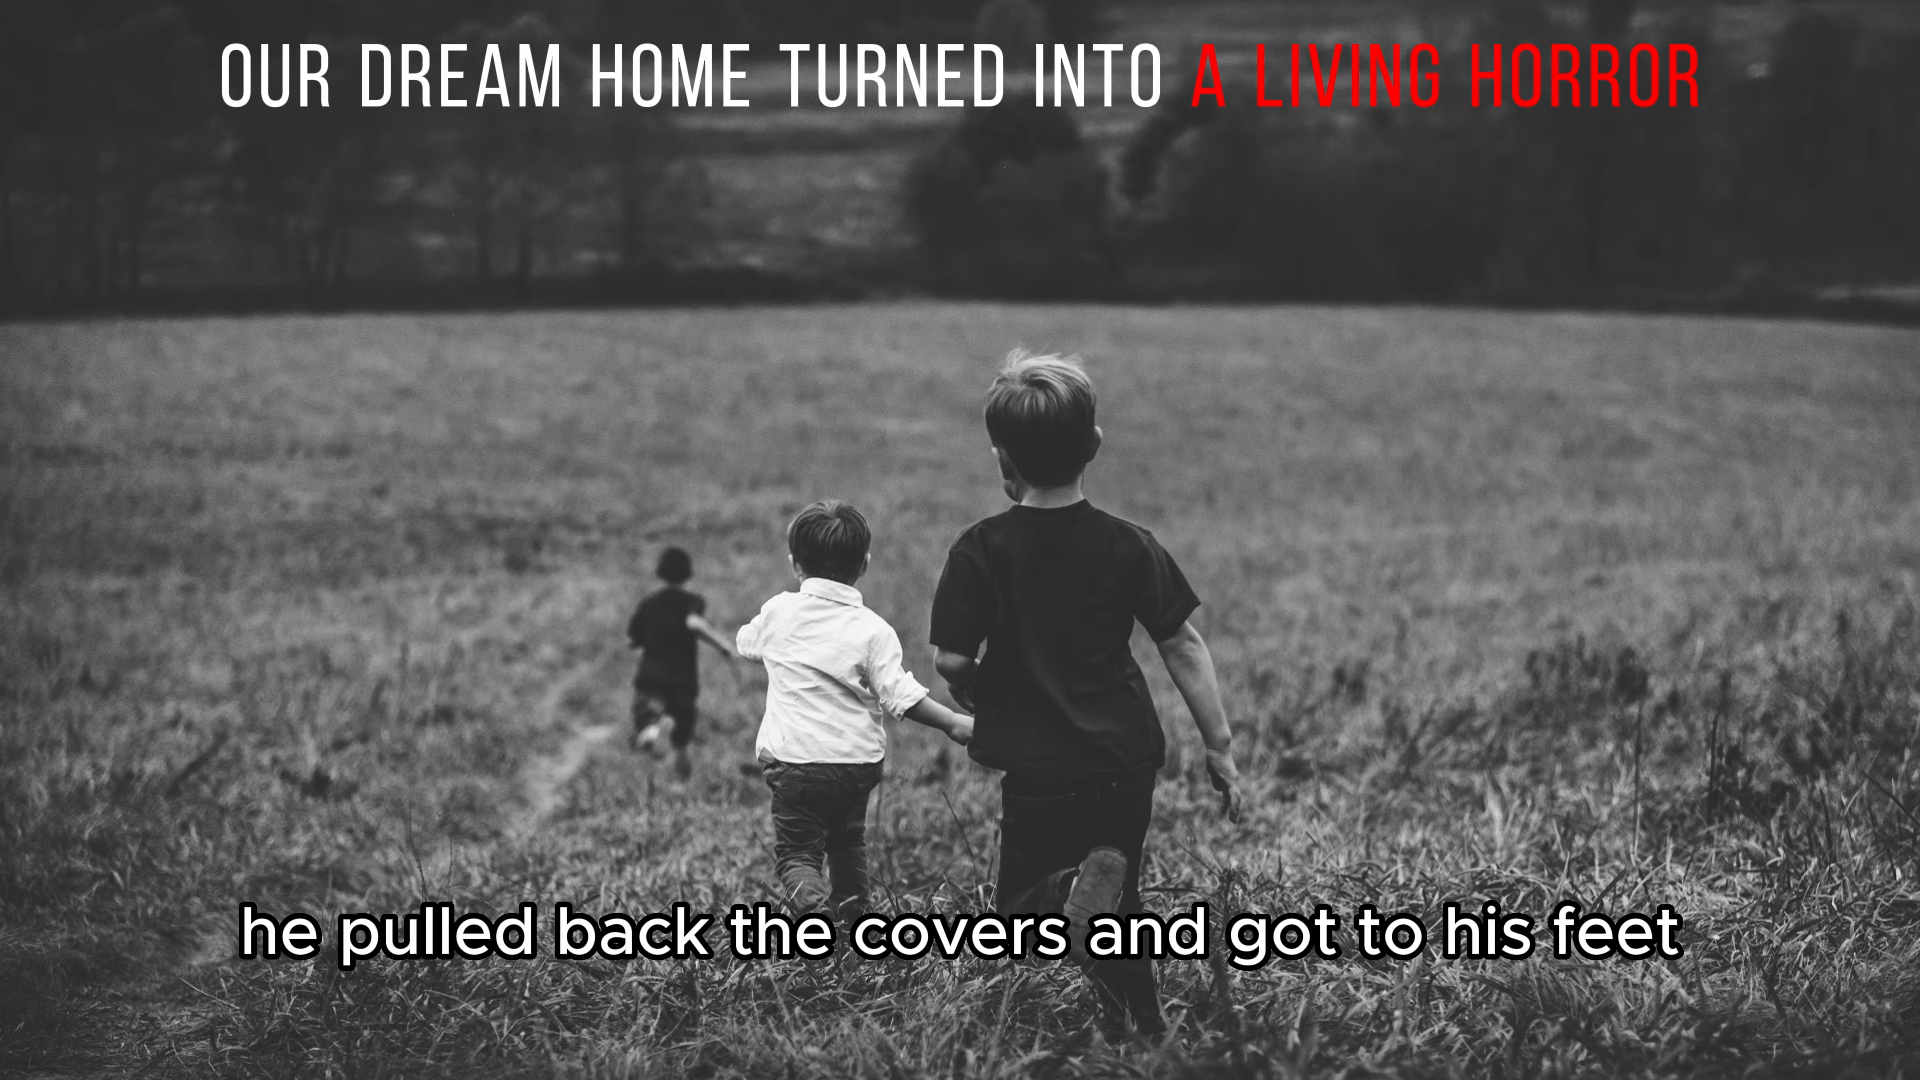 OUR DREAM HOME TURNED INTO A LIVING HORROR
he pulled back the covers and got to his feet